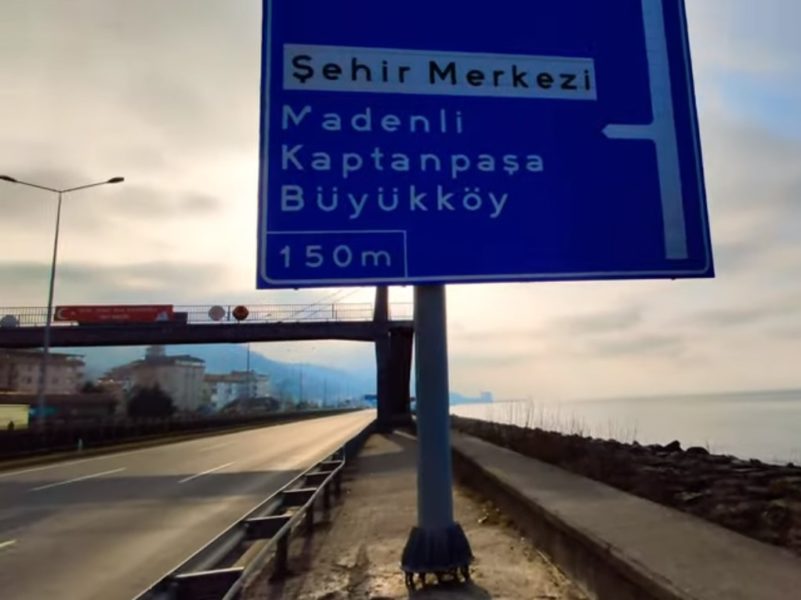 Şehir Merkezi
Madenli
Kaptanpaşa
Büyükköy
150m